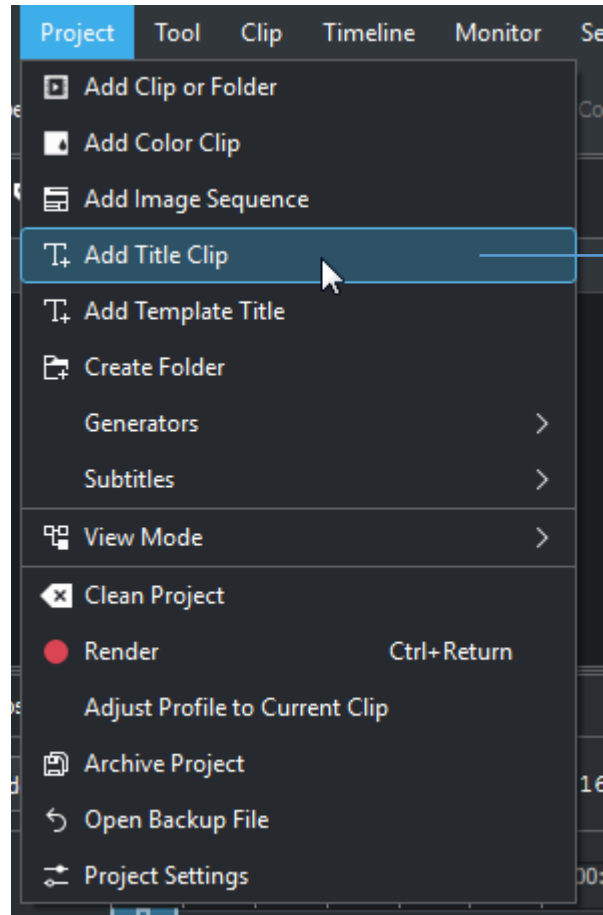 Project Tool Clip Timeline Monitor
Add Clip or Folder
Add Color Clip
Add Image Sequence
Add Title Clip
Add Template Title
Create Folder
Generators
Subtitles
View Mode
Clean Project
Render Ctrl+Return
Adjust Profile to Current Clip
Archive Project
Open Backup File
Project Settings